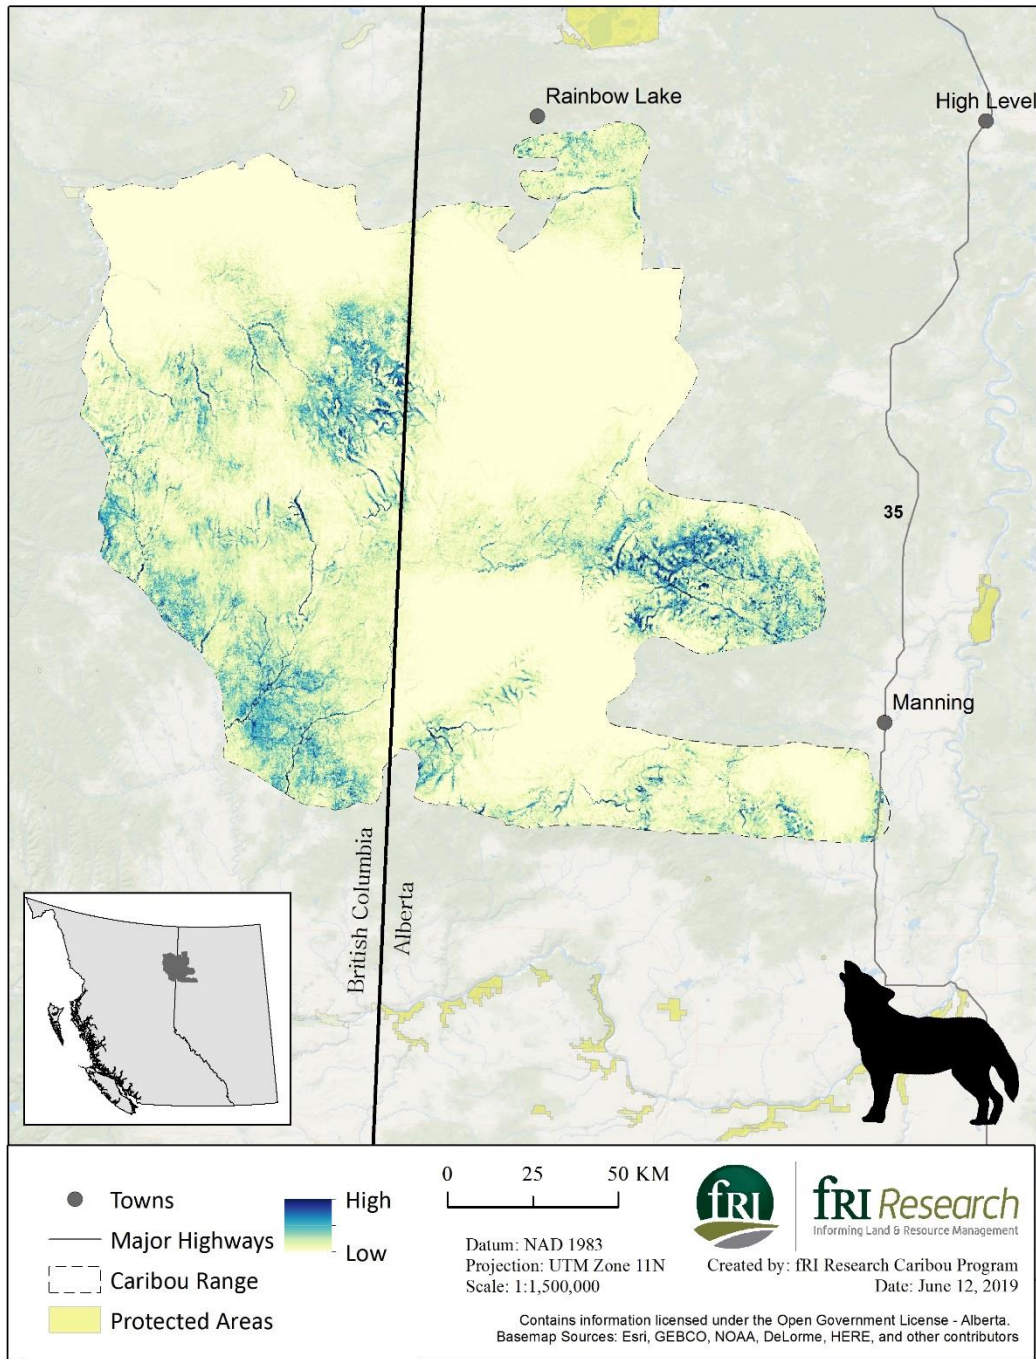 Rainbow Lake
High Level
35
Manning
British Columbia
Alberta
Towns
Major Highways
Caribou Range
Protected Areas
High
Low
0 25 50 KM
Datum: NAD 1983
Projection: UTM Zone 11N
Scale: 1:1,500,000
fRI
fRI Research
Informing Land & Resource Management
Created by: fRI Research Caribou Program
Date: June 12, 2019
Contains information licensed under the Open Government License - Alberta.
Basemap Sources: Esri, GEBCO, NOAA, DeLorme, HERE, and other contributors